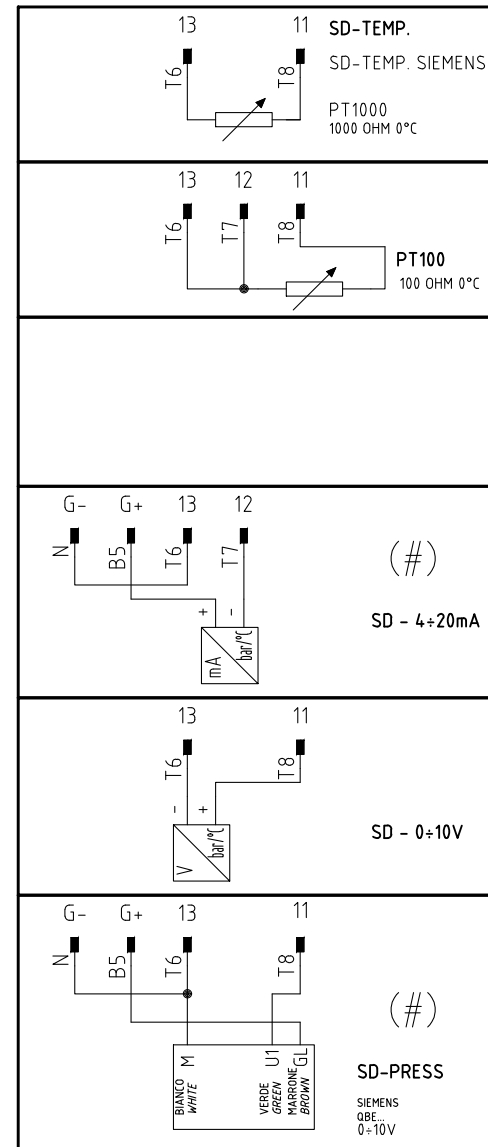 13 11 SD-TEMP.
T6 T8 SD-TEMP. SIEMENS
PT1000
1000 OHM 0°C
13 12 11
T6 T7 T8
PT100
100 OHM 0°C
G- G+ 13 12
N B5 T6 T7
(#)
+ -
SD - 4÷20mA
mA bar/°C
13 11
T6 T8
- +
SD - 0÷10V
V bar/°C
G- G+ 13 11
N B5 T6 T8
(#)
M U1 GL
BIANCO VERDE MARRONE
WHITE GREEN BROWN
SD-PRESS
SIEMENS
QBE...
0÷10V